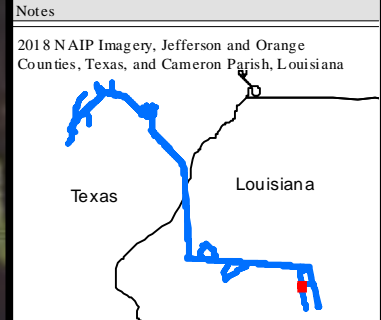 Notes
2018 NAIP Imagery, Jefferson and Orange
Counties, Texas, and Cameron Parish, Louisiana
Louisiana
Texas